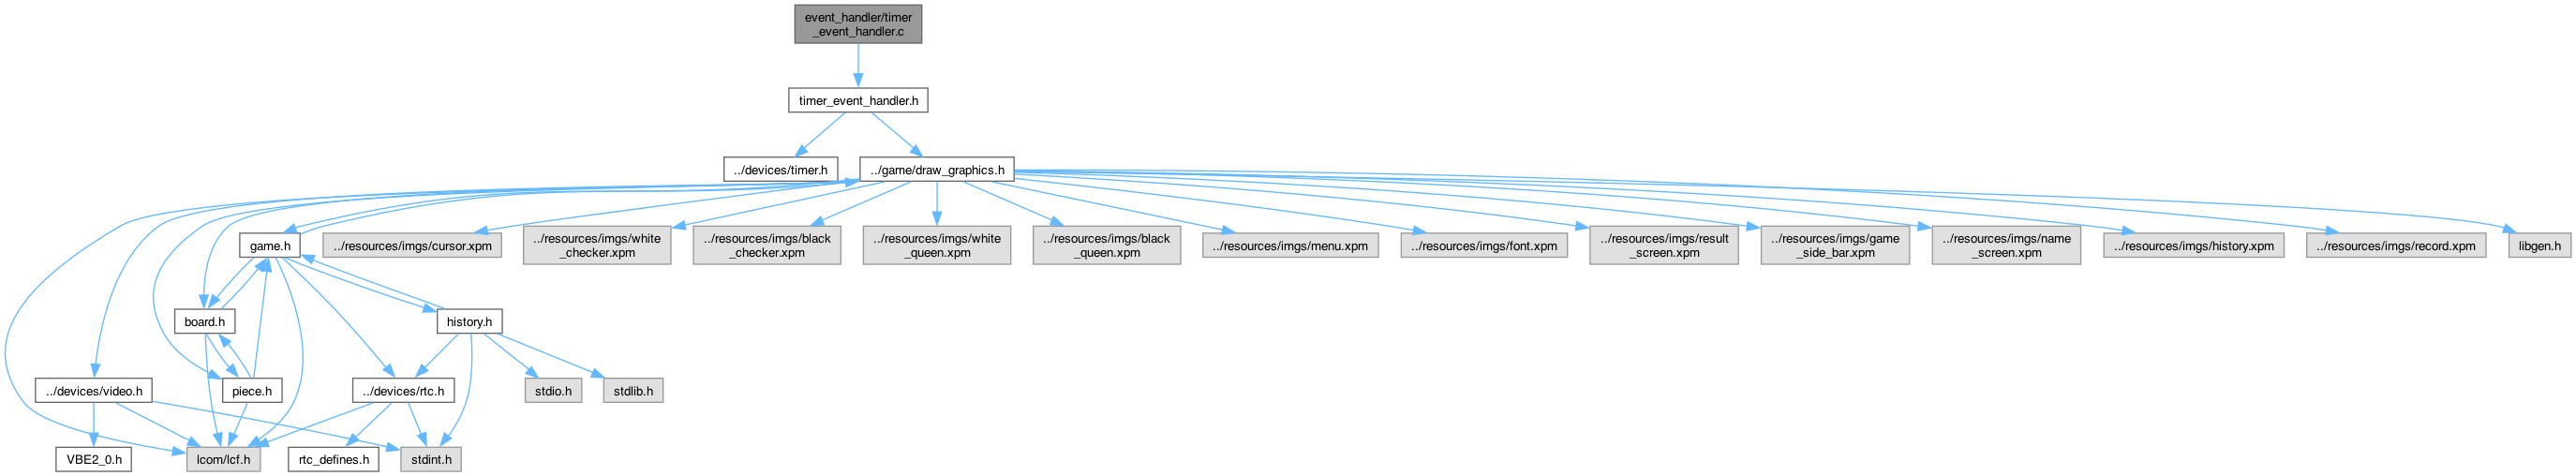 event_handler/timer
_event_handler.c
timer_event_handler.h
../devices/timer.h
../game/draw_graphics.h
game.h
../resources/imgs/cursor.xpm
../resources/imgs/white
_checker.xpm
../resources/imgs/black
_checker.xpm
../resources/imgs/white
_queen.xpm
../resources/imgs/black
_queen.xpm
../resources/imgs/menu.xpm
../resources/imgs/font.xpm
../resources/imgs/result
_screen.xpm
../resources/imgs/game
_side_bar.xpm
../resources/imgs/name
_screen.xpm
../resources/imgs/history.xpm
../resources/imgs/record.xpm
libgen.h
board.h
history.h
../devices/video.h
piece.h
../devices/rtc.h
stdio.h
stdlib.h
VBE2_0.h
lcom/lcf.h
rtc_defines.h
stdint.h